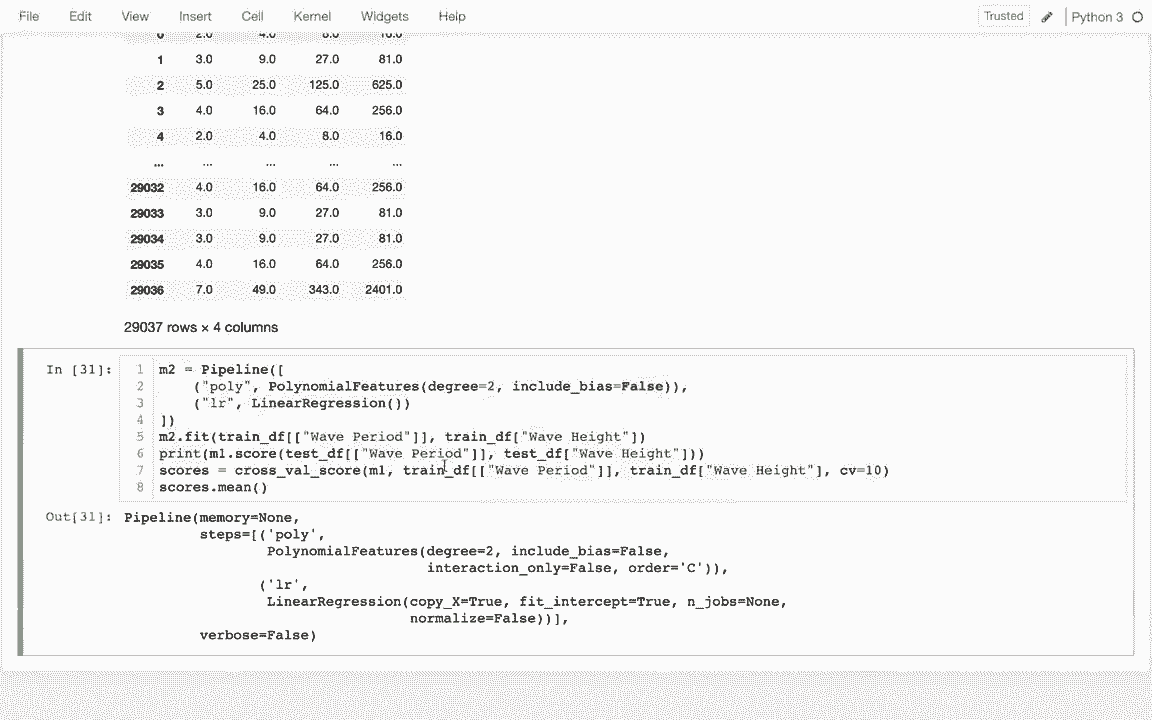 File Edit View Insert Cell Kernel Widgets Help Trusted Python 3
0 2.0 4.0 8.0 16.0
1 3.0 9.0 27.0 81.0
2 5.0 25.0 125.0 625.0
3 4.0 16.0 64.0 256.0
4 2.0 4.0 8.0 16.0
... ... ... ... ...
29032 4.0 16.0 64.0 256.0
29033 3.0 9.0 27.0 81.0
29034 3.0 9.0 27.0 81.0
29035 4.0 16.0 64.0 256.0
29036 7.0 49.0 343.0 2401.0
29037 rows × 4 columns
In [31]: 1 m2 = Pipeline([
2 ("poly", PolynomialFeatures(degree=2, include_bias=False)),
3 ("lr", LinearRegression())
4 ])
5 m2.fit(train_df[["Wave Period"]], train_df["Wave Height"])
6 print(m1.score(test_df[["Wave Period"]], test_df["Wave Height"]))
7 scores = cross_val_score(m1, train_df[["Wave Period"]], train_df["Wave Height"], cv=10)
8 scores.mean()
Out[31]: Pipeline(memory=None,
steps=[('poly',
PolynomialFeatures(degree=2, include_bias=False,
interaction_only=False, order='C')),
('lr',
LinearRegression(copy_X=True, fit_intercept=True, n_jobs=None,
normalize=False))],
verbose=False)